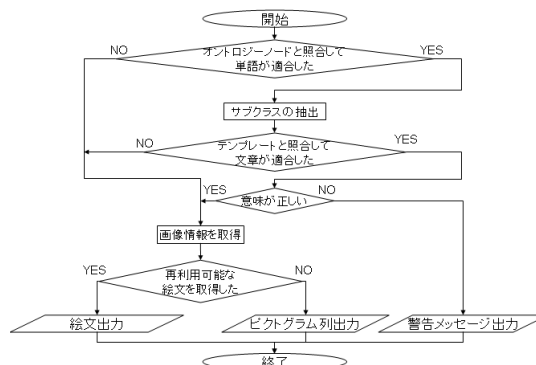 開始
NO
オントロジーノードと照合して
単語が適合した
YES
サブクラスの抽出
NO
テンプレートと照合して
文章が適合した
YES
YES
意味が正しい
NO
画像情報を取得
YES
再利用可能な
絵文を取得した
NO
絵文出力
ピクトグラム列出力
警告メッセージ出力
終了